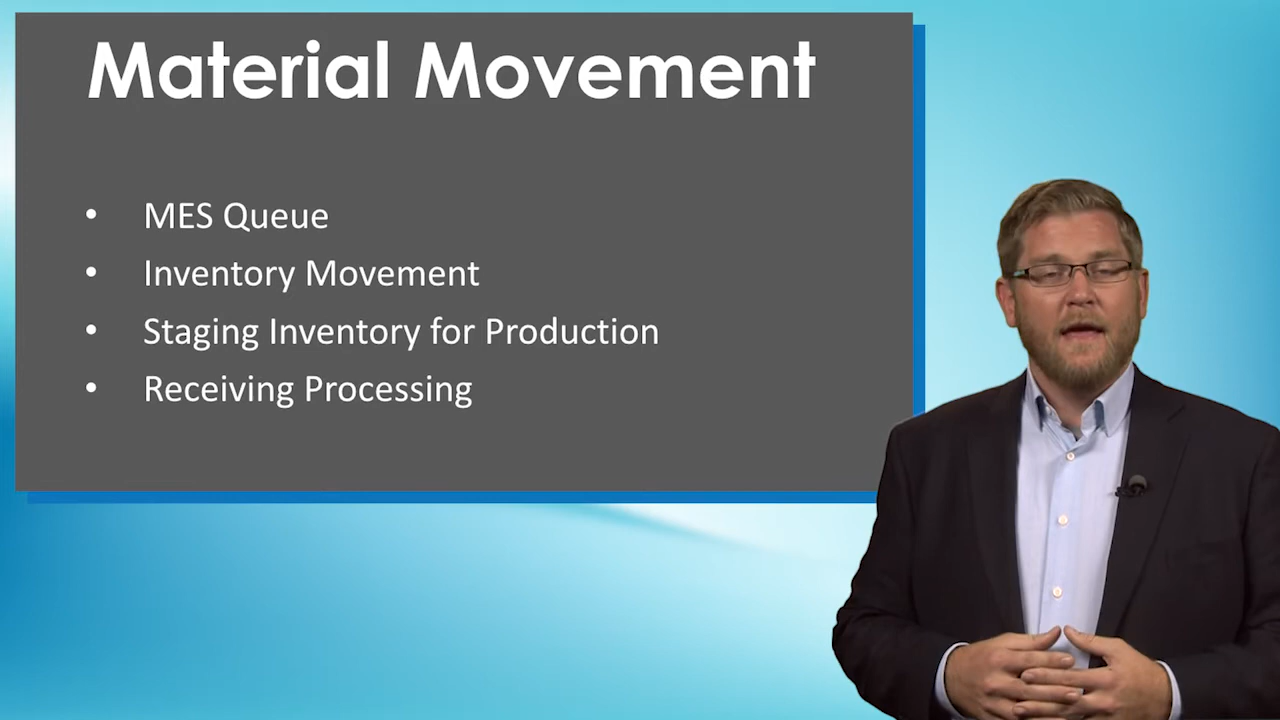 Material Movement
• MES Queue
• Inventory Movement
• Staging Inventory for Production
• Receiving Processing